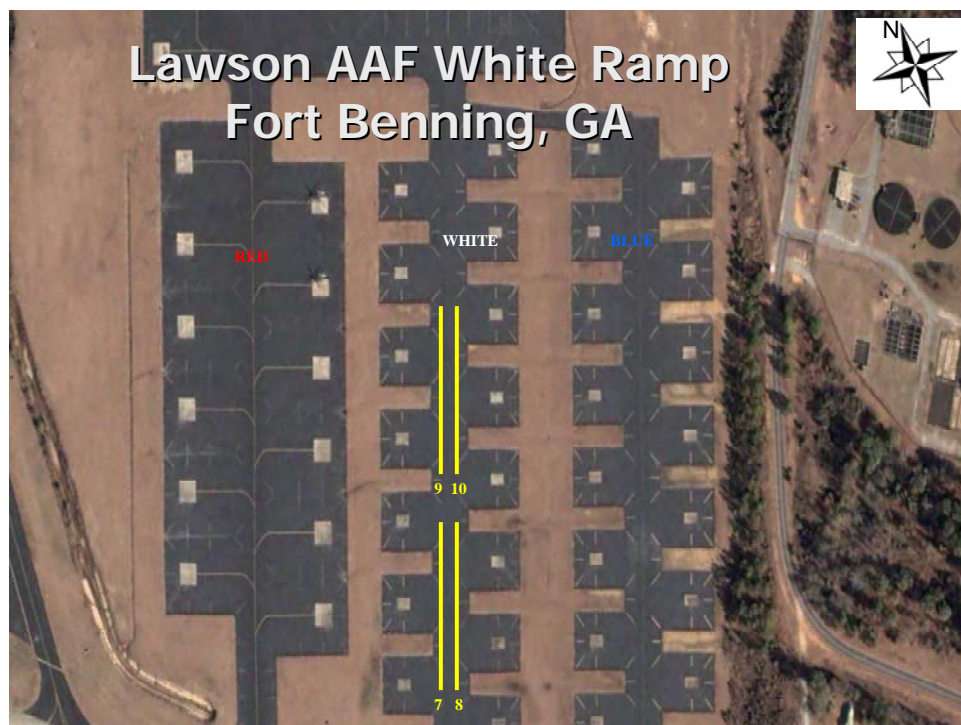 Lawson AAF White Ramp
Fort Benning, GA
N
RED
WHITE
BLUE
9 10
7 8